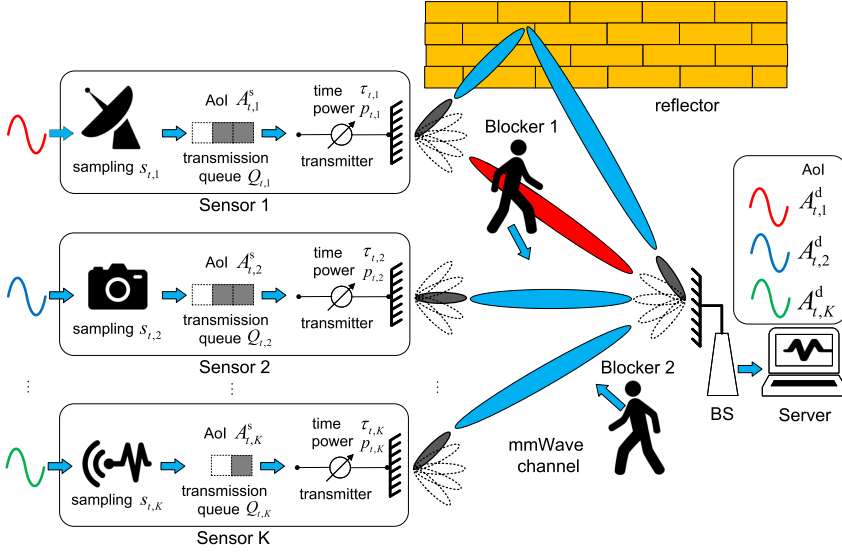 reflector
AoI A^s_{t,1}
time power τ_{t,1} p_{t,1}
sampling s_{t,1}
transmission queue Q_{t,1}
transmitter
Sensor 1
Blocker 1
AoI A^s_{t,2}
time power τ_{t,2} p_{t,2}
sampling s_{t,2}
transmission queue Q_{t,2}
transmitter
Sensor 2
AoI A^s_{t,K}
time power τ_{t,K} p_{t,K}
sampling s_{t,K}
transmission queue Q_{t,K}
transmitter
Sensor K
Blocker 2
mmWave
channel
AoI
A^d_{t,1}
A^d_{t,2}
A^d_{t,K}
BS
Server